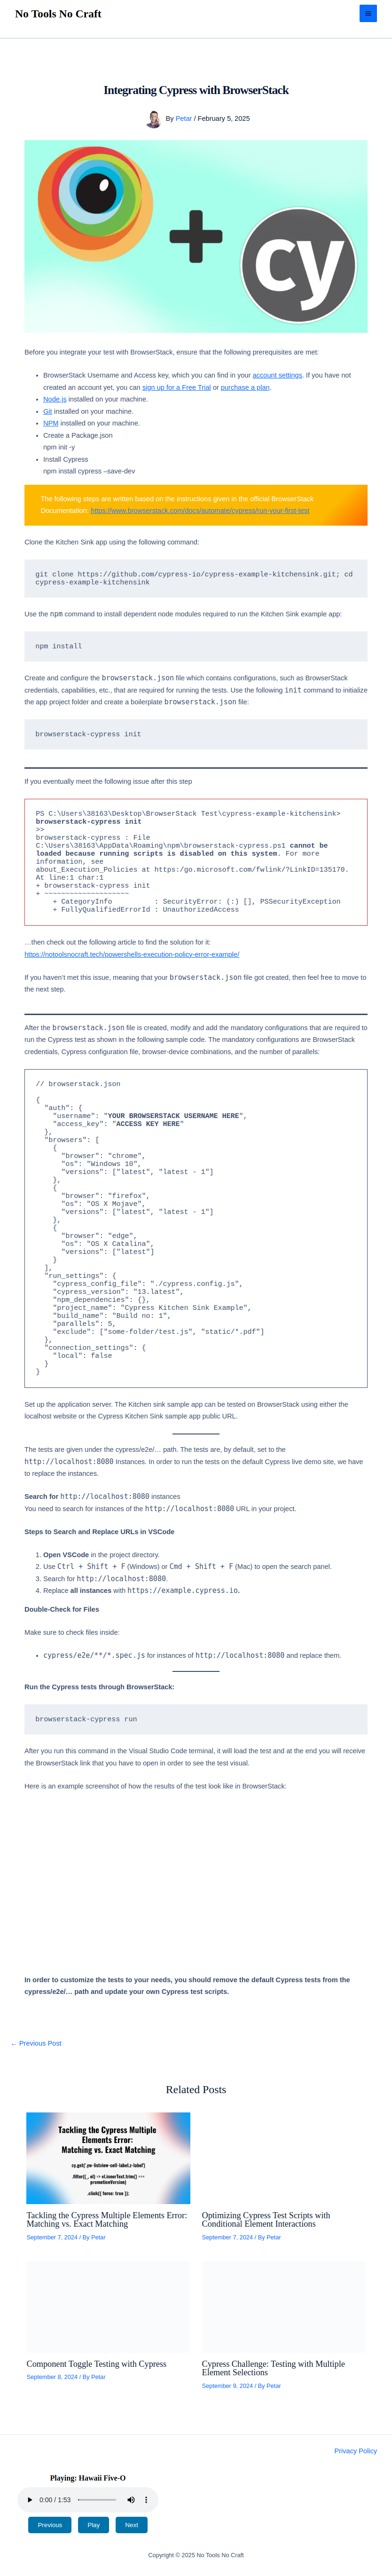 No Tools No Craft
Integrating Cypress with BrowserStack
By Petar / February 5, 2025
cy
Before you integrate your test with BrowserStack, ensure that the following prerequisites are met:
BrowserStack Username and Access key, which you can find in your account settings. If you have not
created an account yet, you can sign up for a Free Trial or purchase a plan.
Node.js installed on your machine.
Git installed on your machine.
NPM installed on your machine.
Create a Package.json
npm init -y
Install Cypress
npm install cypress –save-dev
The following steps are written based on the instructions given in the official BrowserStack
Documentation: https://www.browserstack.com/docs/automate/cypress/run-your-first-test
Clone the Kitchen Sink app using the following command:
git clone https://github.com/cypress-io/cypress-example-kitchensink.git; cd
cypress-example-kitchensink
Use the npm command to install dependent node modules required to run the Kitchen Sink example app:
npm install
Create and configure the browserstack.json file which contains configurations, such as BrowserStack
credentials, capabilities, etc., that are required for running the tests. Use the following init command to initialize
the app project folder and create a boilerplate browserstack.json file:
browserstack-cypress init
If you eventually meet the following issue after this step
PS C:\Users\38163\Desktop\BrowserStack Test\cypress-example-kitchensink>
browserstack-cypress init
>>
browserstack-cypress : File
C:\Users\38163\AppData\Roaming\npm\browserstack-cypress.ps1 cannot be
loaded because running scripts is disabled on this system. For more
information, see
about_Execution_Policies at https:/go.microsoft.com/fwlink/?LinkID=135170.
At line:1 char:1
+ browserstack-cypress init
+ ~~~~~~~~~~~~~~~~~~~~
+ CategoryInfo          : SecurityError: (:) [], PSSecurityException
+ FullyQualifiedErrorId : UnauthorizedAccess
…then check out the following article to find the solution for it:
https://notoolsnocraft.tech/powershells-execution-policy-error-example/
If you haven't met this issue, meaning that your browserstack.json file got created, then feel free to move to
the next step.
After the browserstack.json file is created, modify and add the mandatory configurations that are required to
run the Cypress test as shown in the following sample code. The mandatory configurations are BrowserStack
credentials, Cypress configuration file, browser-device combinations, and the number of parallels:
// browserstack.json
{
"auth": {
"username": "YOUR BROWSERSTACK USERNAME HERE",
"access_key": "ACCESS KEY HERE"
},
"browsers": [
{
"browser": "chrome",
"os": "Windows 10",
"versions": ["latest", "latest - 1"]
},
{
"browser": "firefox",
"os": "OS X Mojave",
"versions": ["latest", "latest - 1"]
},
{
"browser": "edge",
"os": "OS X Catalina",
"versions": ["latest"]
}
],
"run_settings": {
"cypress_config_file": "./cypress.config.js",
"cypress_version": "13.latest",
"npm_dependencies": {},
"project_name": "Cypress Kitchen Sink Example",
"build_name": "Build no: 1",
"parallels": 5,
"exclude": ["some-folder/test.js", "static/*.pdf"]
},
"connection_settings": {
"local": false
}
}
Set up the application server. The Kitchen sink sample app can be tested on BrowserStack using either the
localhost website or the Cypress Kitchen Sink sample app public URL.
The tests are given under the cypress/e2e/… path. The tests are, by default, set to the
http://localhost:8080 Instances. In order to run the tests on the default Cypress live demo site, we have
to replace the instances.
Search for http://localhost:8080 instances
You need to search for instances of the http://localhost:8080 URL in your project.
Steps to Search and Replace URLs in VSCode
1. Open VSCode in the project directory.
2. Use Ctrl + Shift + F (Windows) or Cmd + Shift + F (Mac) to open the search panel.
3. Search for http://localhost:8080.
4. Replace all instances with https://example.cypress.io.
Double-Check for Files
Make sure to check files inside:
cypress/e2e/**/*.spec.js for instances of http://localhost:8080 and replace them.
Run the Cypress tests through BrowserStack:
browserstack-cypress run
After you run this command in the Visual Studio Code terminal, it will load the test and at the end you will receive
the BrowserStack link that you have to open in order to see the test visual.
Here is an example screenshot of how the results of the test look like in BrowserStack:
In order to customize the tests to your needs, you should remove the default Cypress tests from the
cypress/e2e/… path and update your own Cypress test scripts.
← Previous Post
Related Posts
Tackling the Cypress Multiple
Elements Error:
Matching vs. Exact Matching
Tackling the Cypress Multiple Elements Error:
Matching vs. Exact Matching
September 7, 2024 / By Petar
Optimizing Cypress Test Scripts with
Conditional Element Interactions
September 7, 2024 / By Petar
Component Toggle Testing with Cypress
September 8, 2024 / By Petar
Cypress Challenge: Testing with Multiple
Element Selections
September 9, 2024 / By Petar
Privacy Policy
Playing: Hawaii Five-O
0:00 / 1:53
Previous
Play
Next
Copyright © 2025 No Tools No Craft